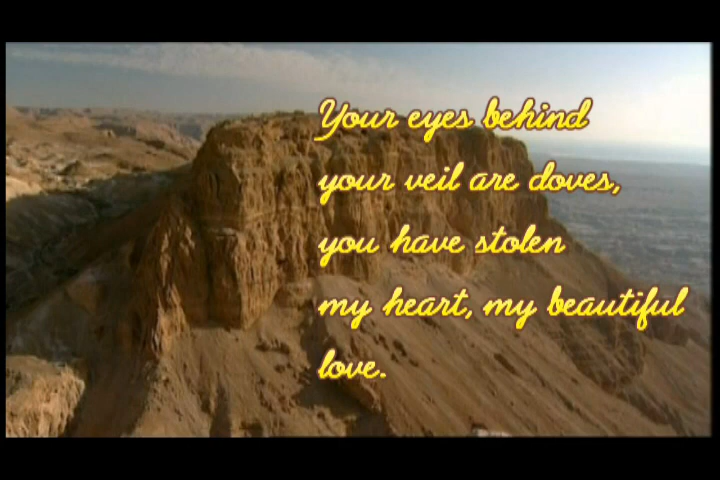 Your eyes behind
your veil are doves,
you have stolen
my heart, my beautiful
love.